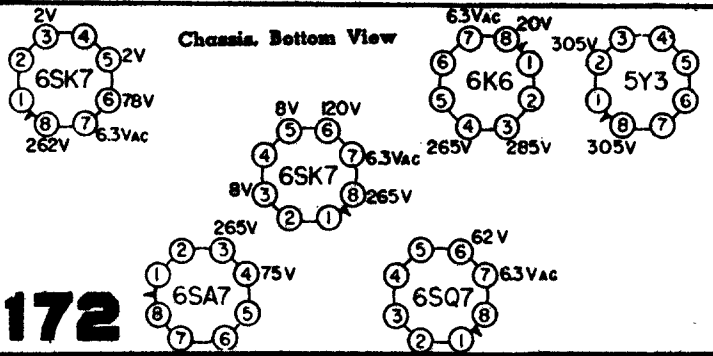 Chassis, Bottom View
2V
3 4
2 5 2V
6SK7
1 6 78V
8 7 6.3VAC
262V
8V 120V
5 6
4 7 6.3VAC
6SK7
8V 3 8 265V
2 1
6.3VAC 20V
7 8
6 1
6K6
5 2
4 3
265V 285V
305V 3 4
2 5
5Y3
1 6
8 7
305V
265V
2 3
1 4 75V
6SA7
8 5
7 6
62V
5 6
4 7 6.3VAC
6SQ7
3 8
2 1
172